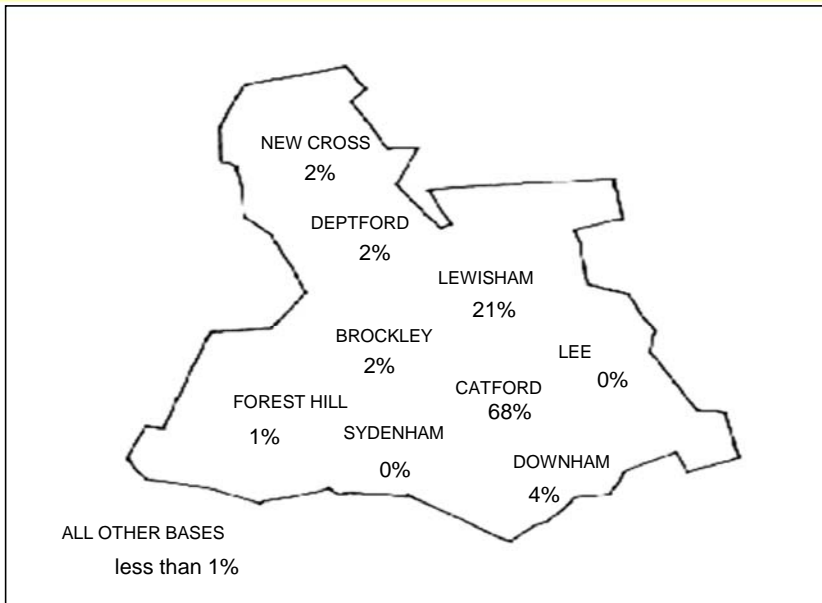 NEW CROSS
2%
DEPTFORD
2%
LEWISHAM
21%
BROCKLEY
2%
LEE
0%
CATFORD
68%
FOREST HILL
1%
SYDENHAM
0%
DOWNHAM
4%
ALL OTHER BASES
less than 1%